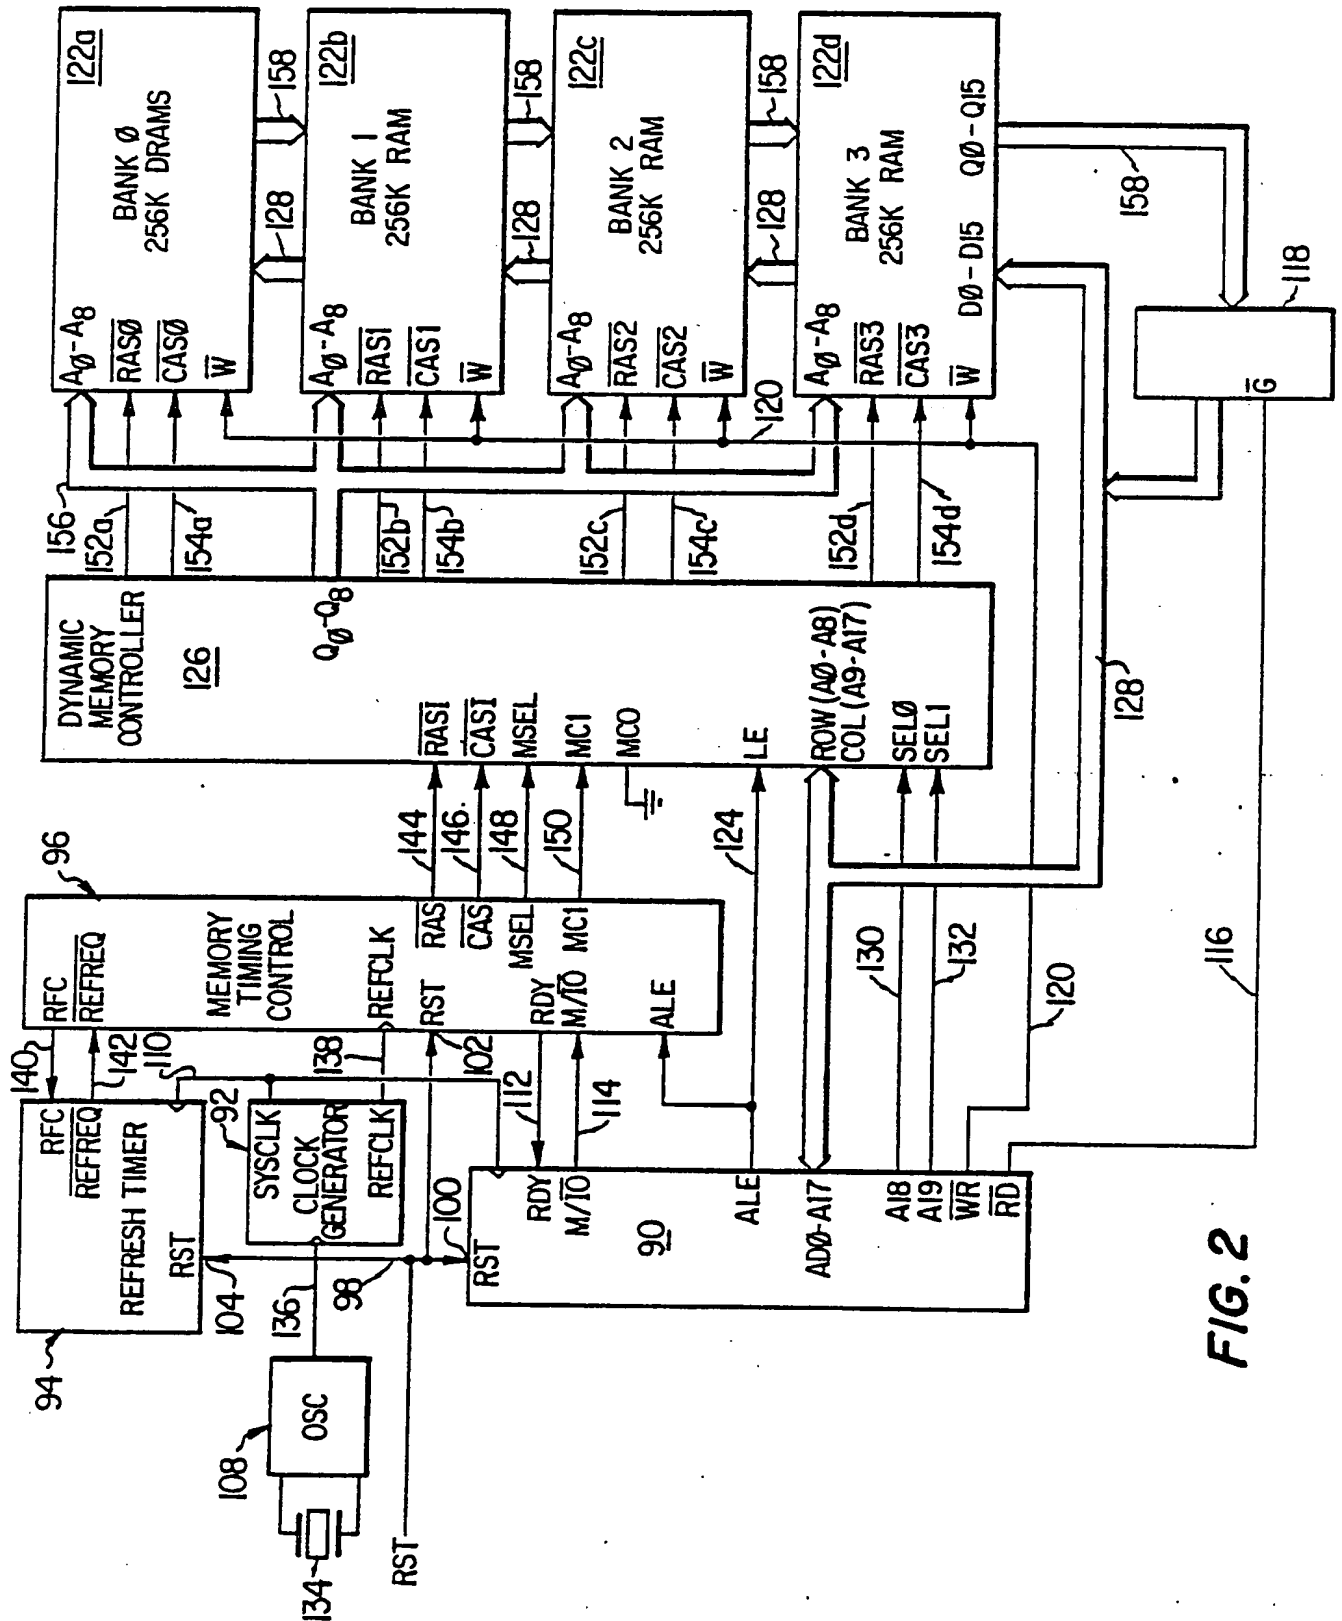 94
REFRESH TIMER
RFC
REFREQ
RST
104
140
142
110
96
RFC
REFREQ
MEMORY
TIMING
CONTROL
REFCLK
RST
102
RAS
CAS
MSEL
MC1
RDY
M/IO
ALE
92
SYSCLK
CLOCK
GENERATOR
REFCLK
138
136
98
100
108
OSC
134
RST
112
114
RST
90
RDY
M/IO
ALE
ADØ-A17
A18
A19
WR
RD
144
146
148
150
124
130
132
120
116
128
DYNAMIC
MEMORY
CONTROLLER
126
QØ-Q8
RASI
CASI
MSEL
MC1
MCO
LE
ROW (AØ-A8)
COL (A9-A17)
SELØ
SEL1
156
152a
154a
152b
154b
152c
154c
152d
154d
120
122a
BANK Ø
256K DRAMS
AØ-A8
RASØ
CASØ
W
128
158
122b
BANK 1
256K RAM
AØ-A8
RAS1
CAS1
W
128
158
122c
BANK 2
256K RAM
AØ-A8
RAS2
CAS2
W
128
158
122d
BANK 3
256K RAM
AØ-A8
RAS3
CAS3
W
DØ-D15
QØ-Q15
158
118
G
FIG. 2